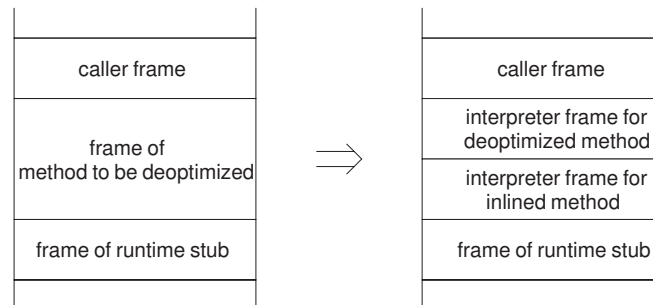 caller frame
frame of
method to be deoptimized
frame of runtime stub
caller frame
interpreter frame for
deoptimized method
interpreter frame for
inlined method
frame of runtime stub